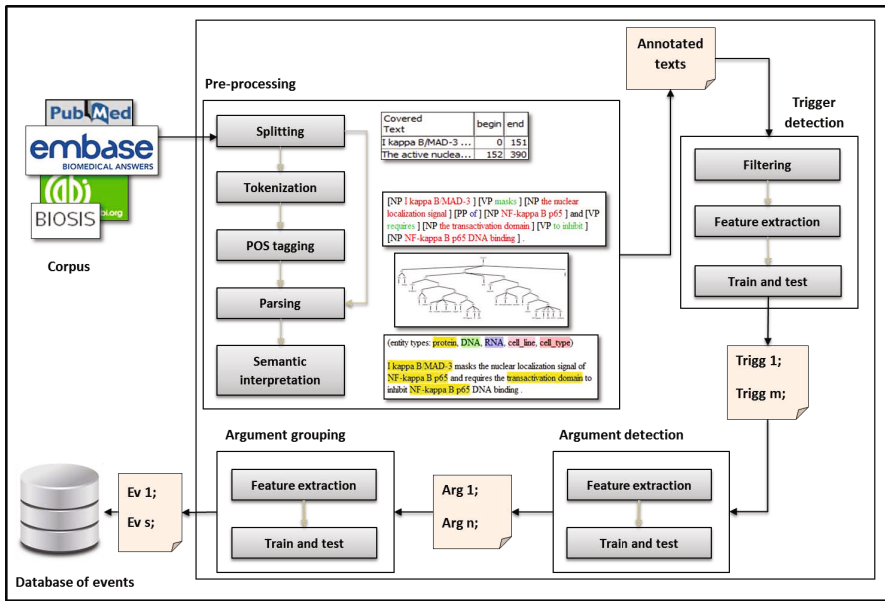 Pre-processing
PubMed
embase
BIOMEDICAL ANSWERS
bi.org
BIOSIS
Corpus
Splitting
Tokenization
POS tagging
Parsing
Semantic
interpretation
Covered
Text
begin
end
I kappa B/MAD-3 ...
0
151
The active nuclea...
152
390
[NP I kappa B/MAD-3 ] [VP masks ] [NP the nuclear
localization signal ] [PP of ] [NP NF-kappa B p65 ] and [VP
requires ] [NP the transactivation domain ] [VP to inhibit ]
[NP NF-kappa B p65 DNA binding ] .
(entity types: protein, DNA, RNA, cell_line, cell_type)
I kappa B/MAD-3 masks the nuclear localization signal of
NF-kappa B p65 and requires the transactivation domain to
inhibit NF-kappa B p65 DNA binding .
Annotated
texts
Trigger
detection
Filtering
Feature extraction
Train and test
Trigg 1;
Trigg m;
Argument detection
Feature extraction
Train and test
Arg 1;
Arg n;
Argument grouping
Feature extraction
Train and test
Ev 1;
Ev s;
Database of events